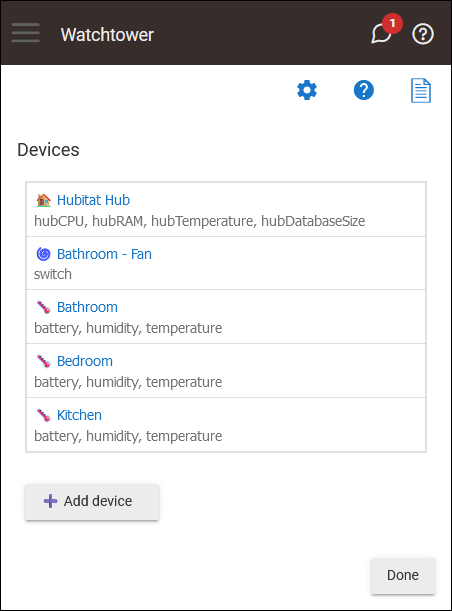 Watchtower
1
Devices
Hubitat Hub
hubCPU, hubRAM, hubTemperature, hubDatabaseSize
Bathroom - Fan
switch
Bathroom
battery, humidity, temperature
Bedroom
battery, humidity, temperature
Kitchen
battery, humidity, temperature
Add device
Done